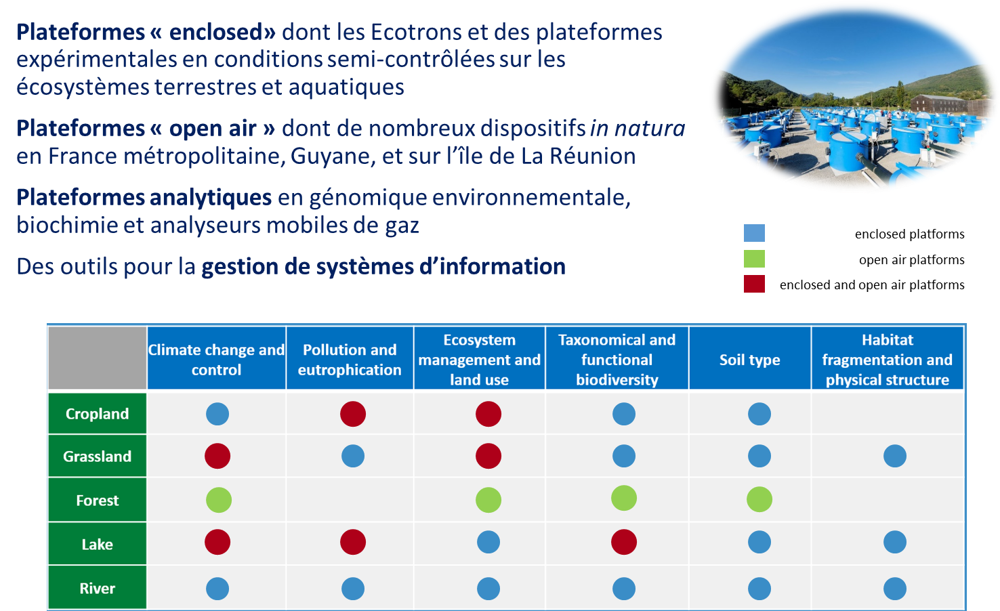 Plateformes « enclosed» dont les Ecotrons et des plateformes
expérimentales en conditions semi-contrôlées sur les
écosystèmes terrestres et aquatiques
Plateformes « open air » dont de nombreux dispositifs in natura
en France métropolitaine, Guyane, et sur l’île de La Réunion
Plateformes analytiques en génomique environnementale,
biochimie et analyseurs mobiles de gaz
Des outils pour la gestion de systèmes d’information
enclosed platforms
open air platforms
enclosed and open air platforms
Climate change and
control
Pollution and
eutrophication
Ecosystem
management and
land use
Taxonomical and
functional
biodiversity
Soil type
Habitat
fragmentation and
physical structure
Cropland
Grassland
Forest
Lake
River